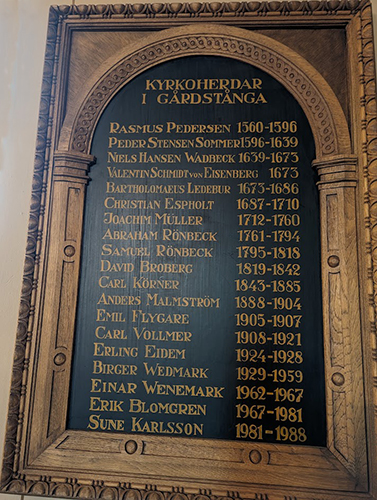 KYRKOHERDAR
I GÅRDSTÅNGA
RASMUS PEDERSEN 1560-1596
PEDER STENSEN SOMMER 1596-1639
NIELS HANSEN WADBECK 1639-1673
VALENTIN SCHMIDT VON EISENBERG 1673
BARTHOLOMAEUS LEDEBUR 1673-1686
CHRISTIAN ESPHOLT 1687-1710
JOACHIM MÜLLER 1712-1760
ABRAHAM RÖNBECK 1761-1794
SAMUEL RÖNBECK 1795-1818
DAVID BROBERG 1819-1842
CARL KÖRNER 1843-1885
ANDERS MALMSTRÖM 1888-1904
EMIL FLYGARE 1905-1907
CARL VOLLMER 1908-1921
ERLING EIDEM 1924-1928
BIRGER WEDMARK 1929-1959
EINAR WENEMARK 1962-1967
ERIK BLOMGREN 1967-1981
SUNE KARLSSON 1981-1988